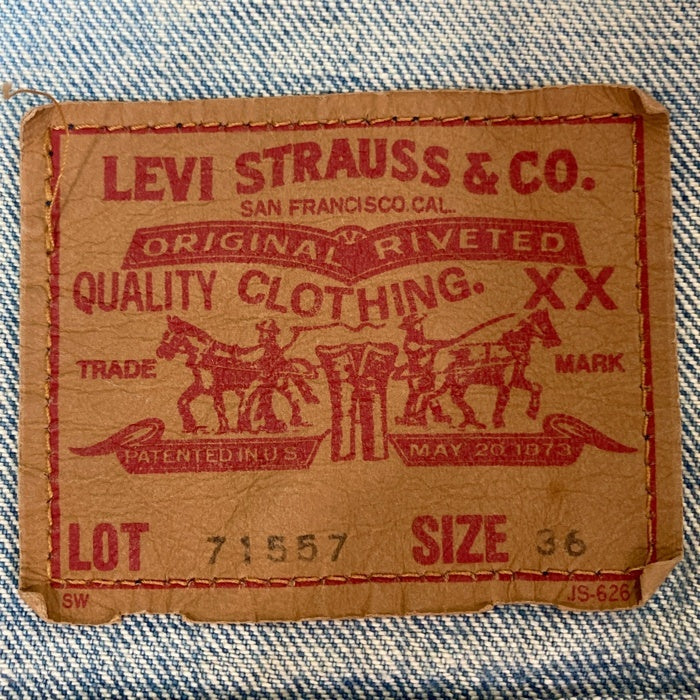 LEVI STRAUSS & CO.
SAN FRANCISCO. CAL.
ORIGINAL RIVETED
QUALITY CLOTHING. XX
TRADE MARK
PATENTED IN U S MAY 20 1873
LOT 71557 SIZE 36
SW JS-626